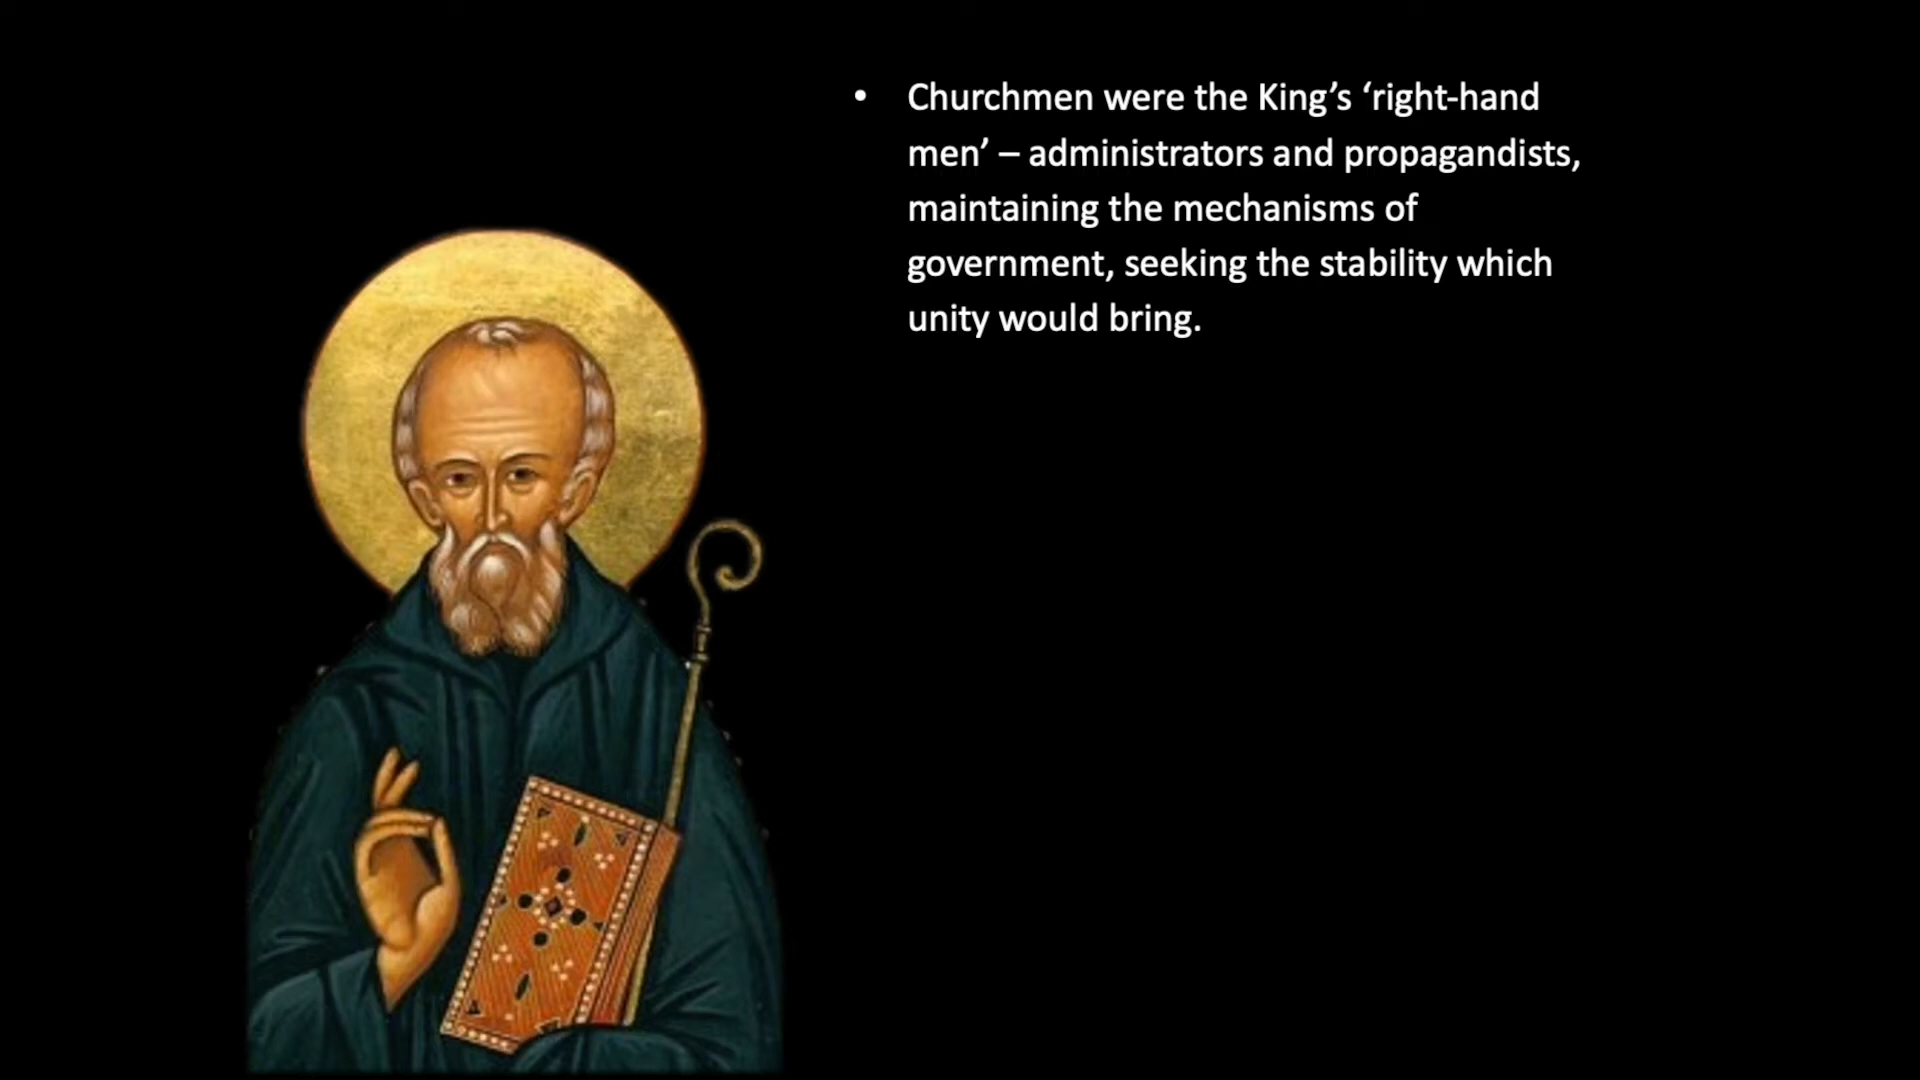 • Churchmen were the King’s ‘right-hand
men’ – administrators and propagandists,
maintaining the mechanisms of
government, seeking the stability which
unity would bring.